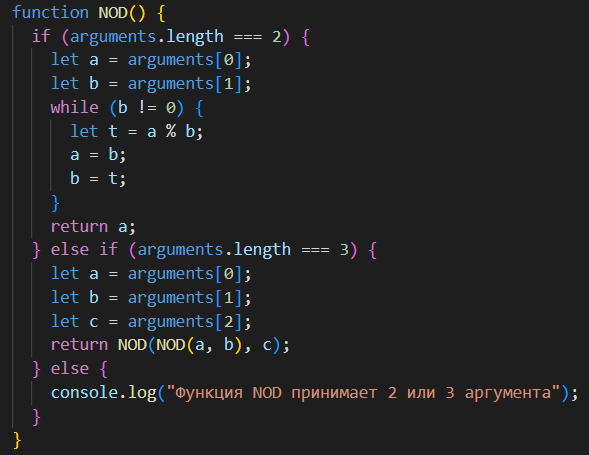 function NOD() {
  if (arguments.length === 2) {
    let a = arguments[0];
    let b = arguments[1];
    while (b != 0) {
      let t = a % b;
      a = b;
      b = t;
    }
    return a;
  } else if (arguments.length === 3) {
    let a = arguments[0];
    let b = arguments[1];
    let c = arguments[2];
    return NOD(NOD(a, b), c);
  } else {
    console.log("Функция NOD принимает 2 или 3 аргумента");
  }
}